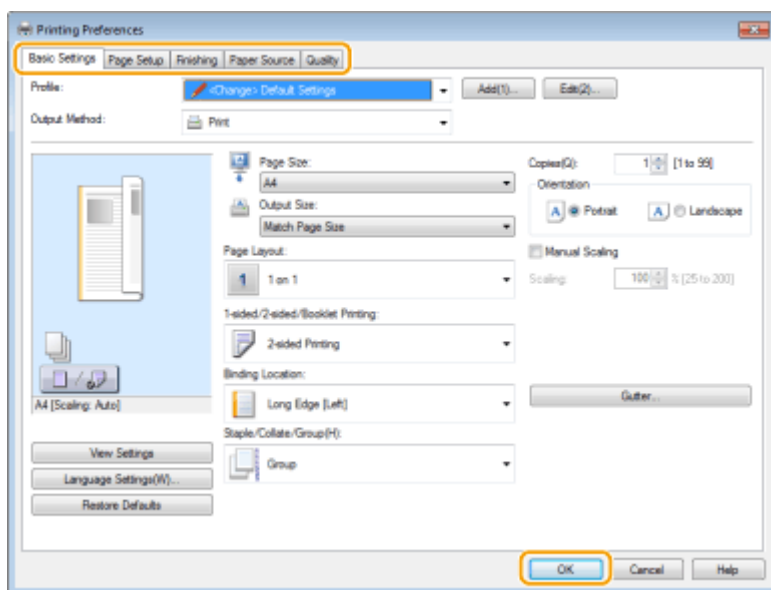 Printing Preferences
Basic Settings Page Setup Finishing Paper Source Quality
Profile: <Change> Default Settings Add(1)... Edit(2)...
Output Method: Print
Page Size: Copies(Q): 1 [1 to 99]
A4 Orientation
Output Size: A Portrait A Landscape
Match Page Size
Page Layout: Manual Scaling
1 1 on 1 Scaling: 100 % [25 to 200]
1-sided/2-sided/Booklet Printing:
2-sided Printing
Binding Location:
Long Edge [Left] Gutter...
A4 [Scaling: Auto]
Staple/Collate/Group(H):
View Settings
Group
Language Settings(W)...
Restore Defaults
OK Cancel Help